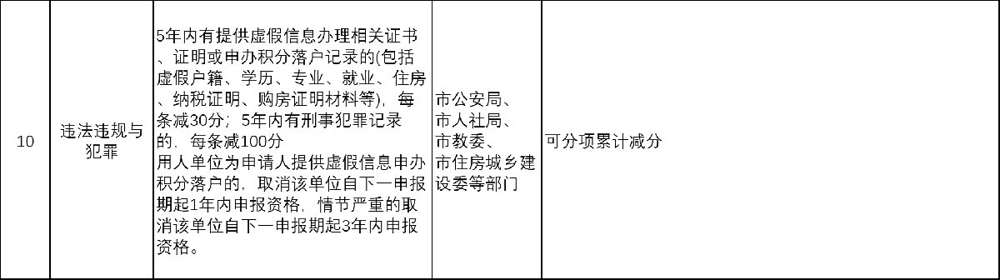 10
违法违规与
犯罪
5年内有提供虚假信息办理相关证书
、证明或申办积分落户记录的(包括
虚假户籍、学历、专业、就业、住房
、纳税证明、购房证明材料等)，每
条减30分；5年内有刑事犯罪记录
的，每条减100分
用人单位为申请人提供虚假信息申办
积分落户的，取消该单位自下一申报
期起1年内申报资格，情节严重的取
消该单位自下一申报期起3年内申报
资格。
市公安局、
市人社局、
市教委、
市住房城乡建
设委等部门
可分项累计减分